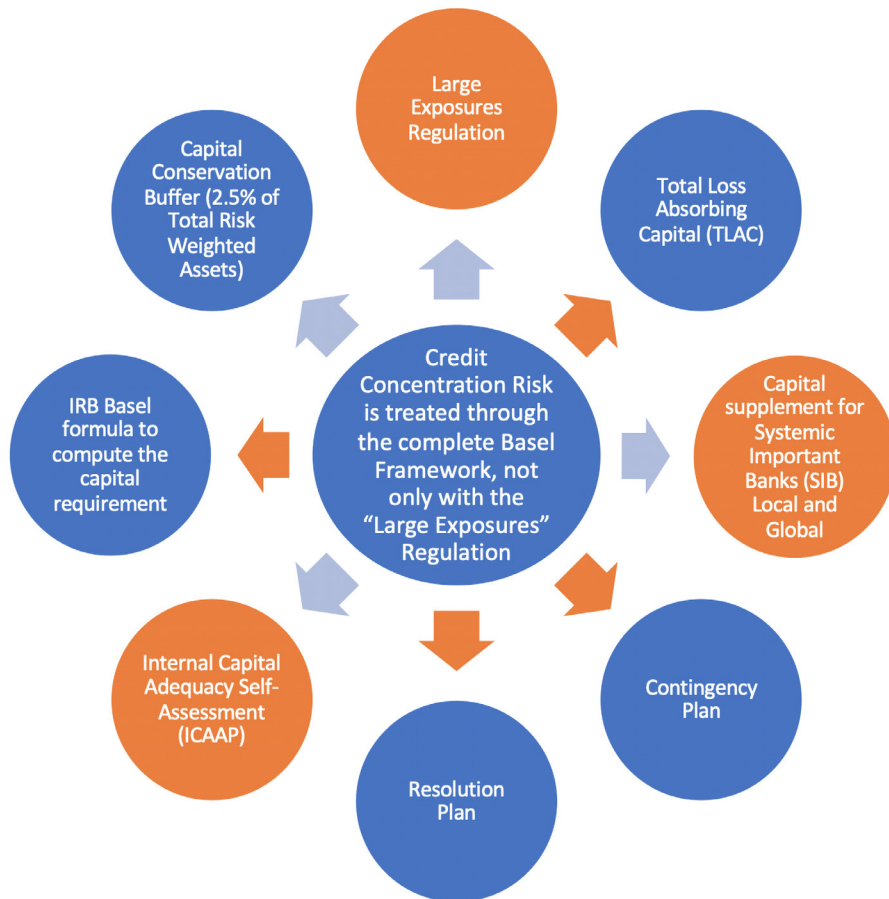 Large
Exposures
Regulation
Total Loss
Absorbing
Capital (TLAC)
Capital
supplement for
Systemic
Important
Banks (SIB)
Local and
Global
Contingency
Plan
Resolution
Plan
Internal Capital
Adequacy Self-
Assessment
(ICAAP)
IRB Basel
formula to
compute the
capital
requirement
Capital
Conservation
Buffer (2.5% of
Total Risk
Weighted
Assets)
Credit
Concentration Risk
is treated through
the complete Basel
Framework, not
only with the
“Large Exposures”
Regulation